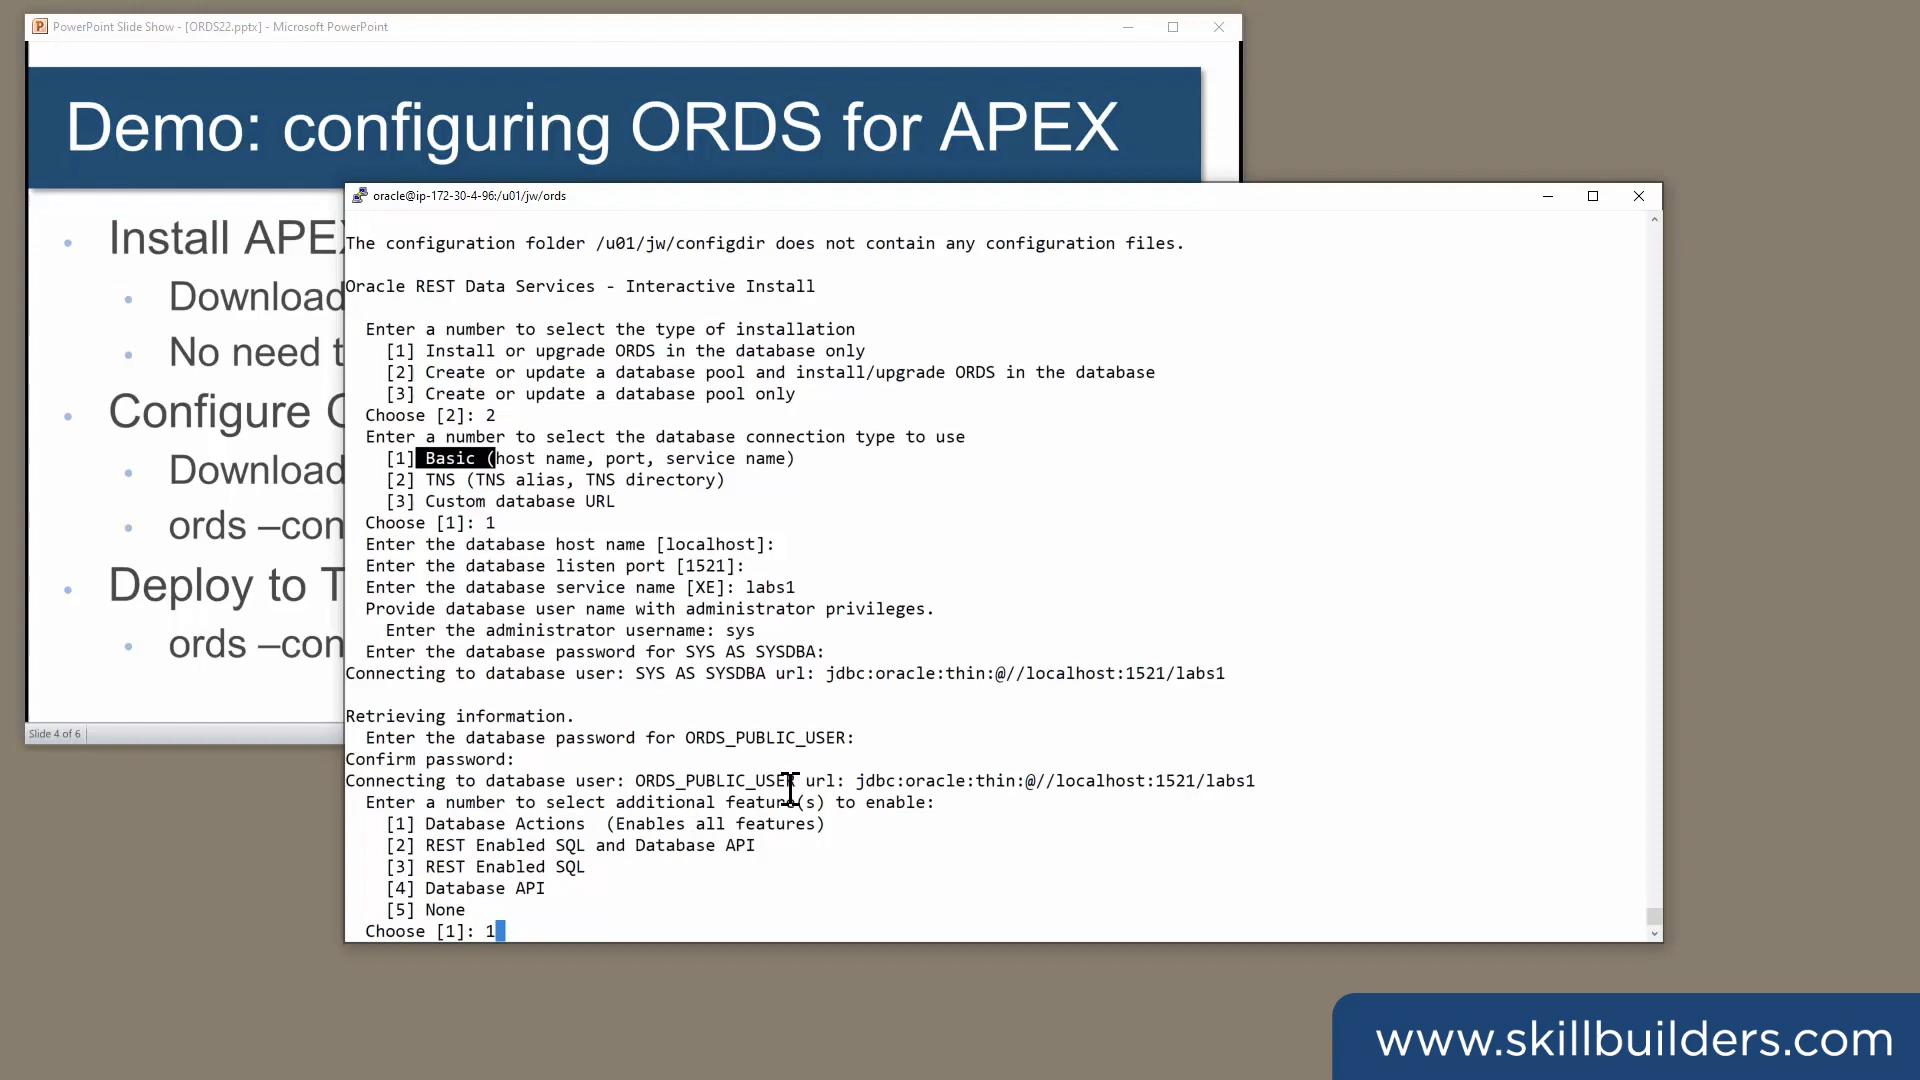 PowerPoint Slide Show - [ORDS22.pptx] - Microsoft PowerPoint
Demo: configuring ORDS for APEX
• Install APEX
• Download
• No need t
• Configure
• Download
• ords –con
• Deploy to T
• ords –con
Slide 4 of 6
oracle@ip-172-30-4-96:/u01/jw/ords
The configuration folder /u01/jw/configdir does not contain any configuration files.
Oracle REST Data Services - Interactive Install
Enter a number to select the type of installation
[1] Install or upgrade ORDS in the database only
[2] Create or update a database pool and install/upgrade ORDS in the database
[3] Create or update a database pool only
Choose [2]: 2
Enter a number to select the database connection type to use
[1] Basic (host name, port, service name)
[2] TNS (TNS alias, TNS directory)
[3] Custom database URL
Choose [1]: 1
Enter the database host name [localhost]:
Enter the database listen port [1521]:
Enter the database service name [XE]: labs1
Provide database user name with administrator privileges.
Enter the administrator username: sys
Enter the database password for SYS AS SYSDBA:
Connecting to database user: SYS AS SYSDBA url: jdbc:oracle:thin:@//localhost:1521/labs1
Retrieving information.
Enter the database password for ORDS_PUBLIC_USER:
Confirm password:
Connecting to database user: ORDS_PUBLIC_USER url: jdbc:oracle:thin:@//localhost:1521/labs1
Enter a number to select additional feature(s) to enable:
[1] Database Actions  (Enables all features)
[2] REST Enabled SQL and Database API
[3] REST Enabled SQL
[4] Database API
[5] None
Choose [1]: 1
www.skillbuilders.com